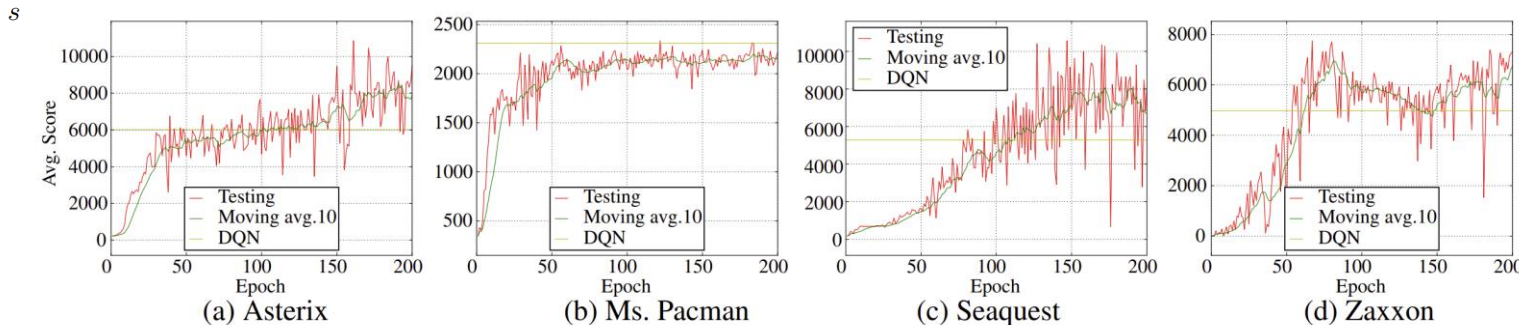 s
Avg. Score
10000
8000
6000
4000
2000
0
0
50
100
150
200
Epoch
Testing
Moving avg.10
DQN
(a) Asterix
2500
2000
1500
1000
500
0
50
100
150
200
Epoch
Testing
Moving avg.10
DQN
(b) Ms. Pacman
10000
8000
6000
4000
2000
0
0
50
100
150
200
Epoch
Testing
Moving avg.10
DQN
(c) Seaquest
8000
6000
4000
2000
0
0
50
100
150
200
Epoch
Testing
Moving avg.10
DQN
(d) Zaxxon